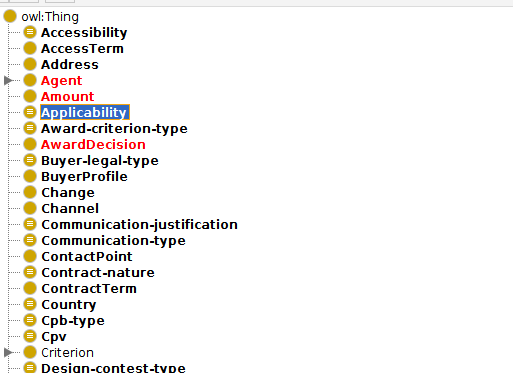 owl:Thing
Accessibility
AccessTerm
Address
Agent
Amount
Applicability
Award-criterion-type
AwardDecision
Buyer-legal-type
BuyerProfile
Change
Channel
Communication-justification
Communication-type
ContactPoint
Contract-nature
ContractTerm
Country
Cpb-type
Cpv
Criterion
Design-contest-type